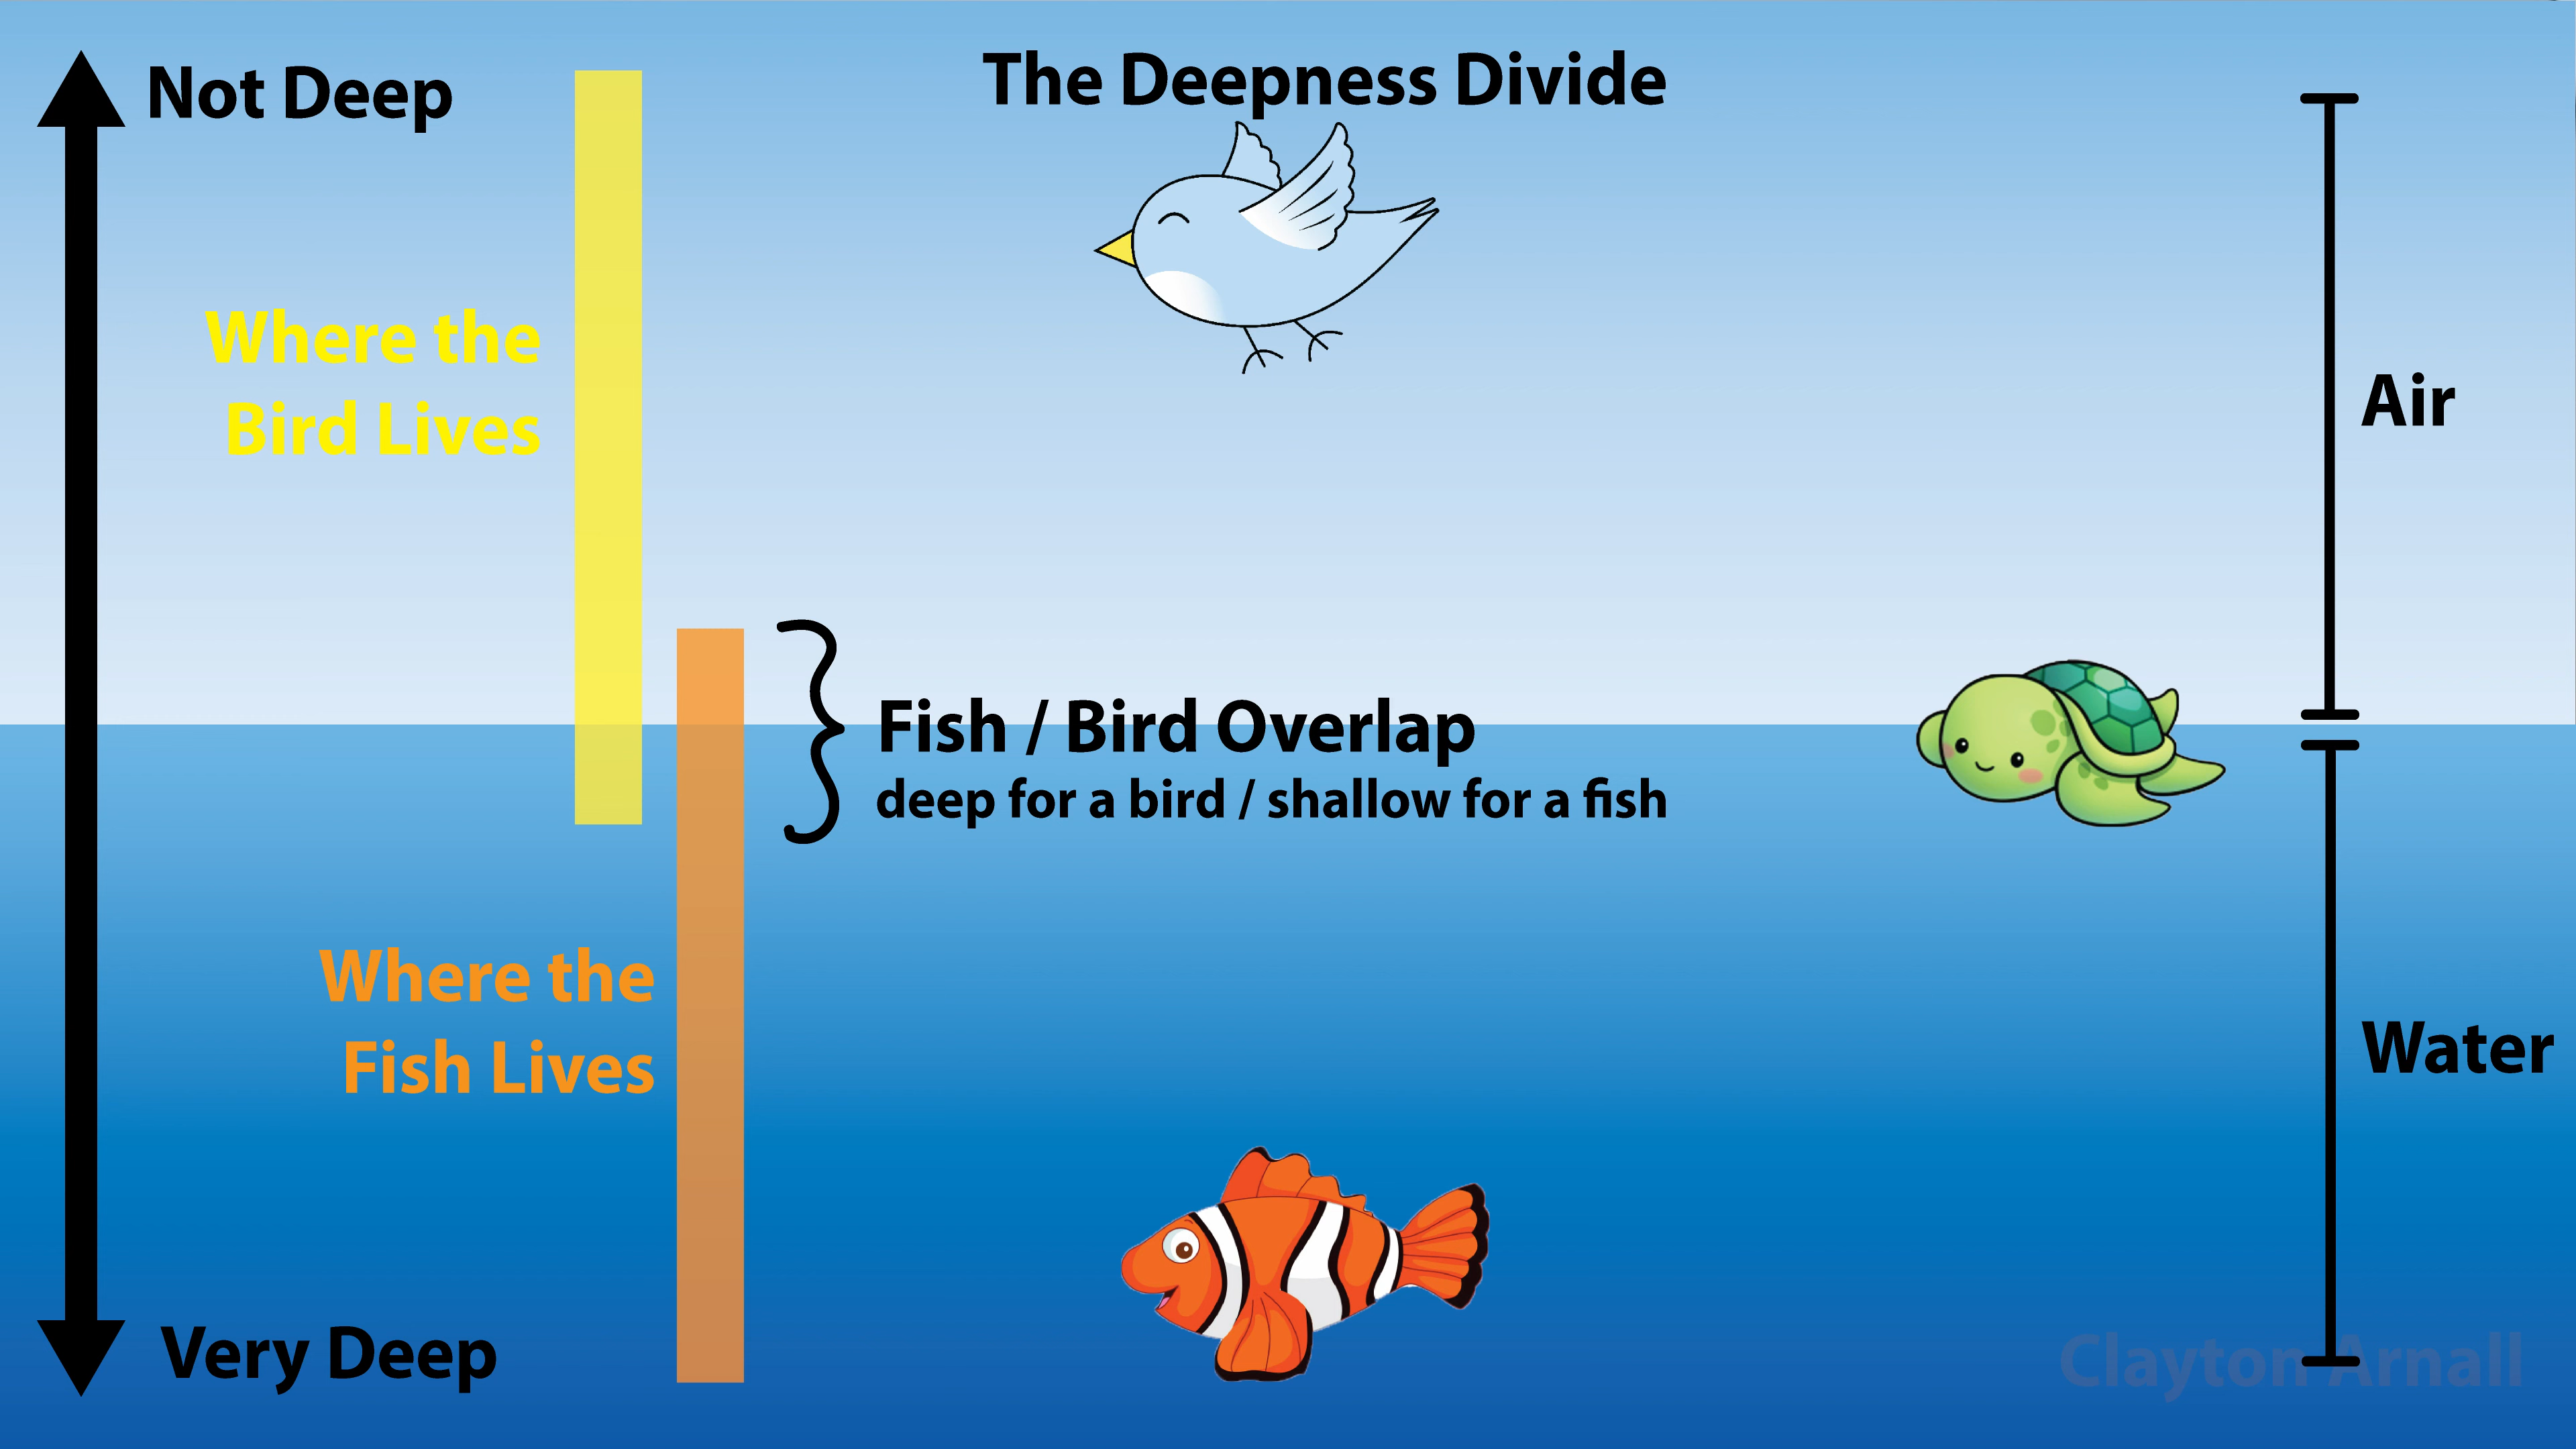 The Deepness Divide
Not Deep
Where the
Bird Lives
Air
Fish / Bird Overlap
deep for a bird / shallow for a fish
Where the
Fish Lives
Water
Very Deep
Clayton Arnall